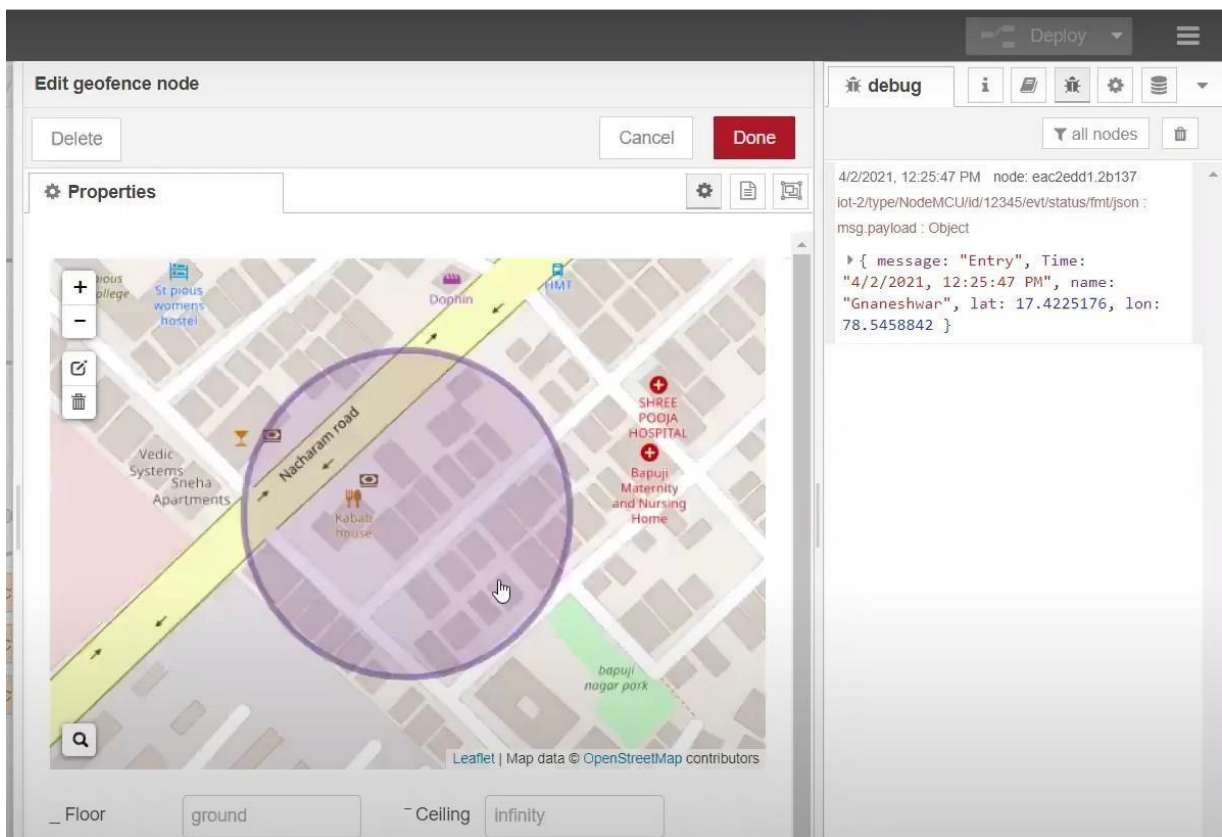 Deploy
Edit geofence node
Delete
Cancel
Done
Properties
debug
i
all nodes
4/2/2021, 12:25:47 PM node: eac2edd1.2b137
iot-2/type/NodeMCU/id/12345/evt/status/fmt/json :
msg.payload : Object
{ message: "Entry", Time:
"4/2/2021, 12:25:47 PM", name:
"Gnaneshwar", lat: 17.4225176, lon:
78.5458842 }
+
−
St pious
womens
hostel
Dophin
HMT
Nacharam road
Vedic
Systems
Sneha
Apartments
Kabab
house
SHREE
POOJA
HOSPITAL
Bapuji
Maternity
and Nursing
Home
bapuji
nagar park
Leaflet | Map data © OpenStreetMap contributors
_ Floor
ground
‾ Ceiling
infinity